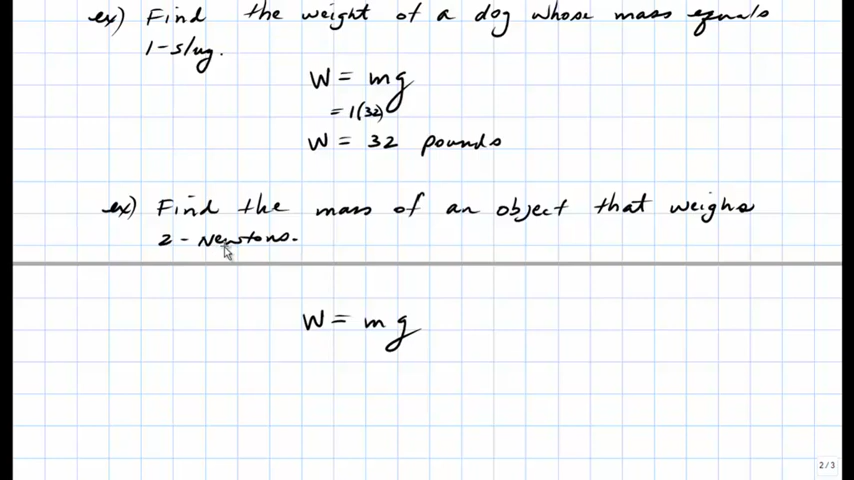 ex) Find the weight of a dog whose mass equals
1-slug.
W = mg
= 1(32)
W = 32 pounds
ex) Find the mass of an object that weighs
2-Newtons.
W = mg
2/3